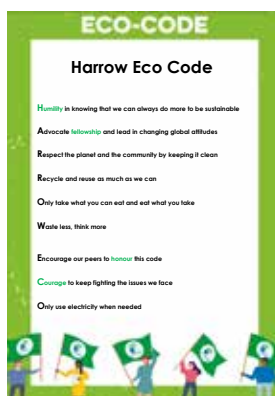 ECO-CODE
Harrow Eco Code
Humility in knowing that we can always do more to be sustainable
Advocate fellowship and lead in changing global attitudes
Respect the planet and the community by keeping it clean
Recycle and reuse as much as we can
Only take what you can eat and eat what you take
Waste less, think more
Encourage our peers to honour this code
Courage to keep fighting the issues we face
Only use electricity when needed